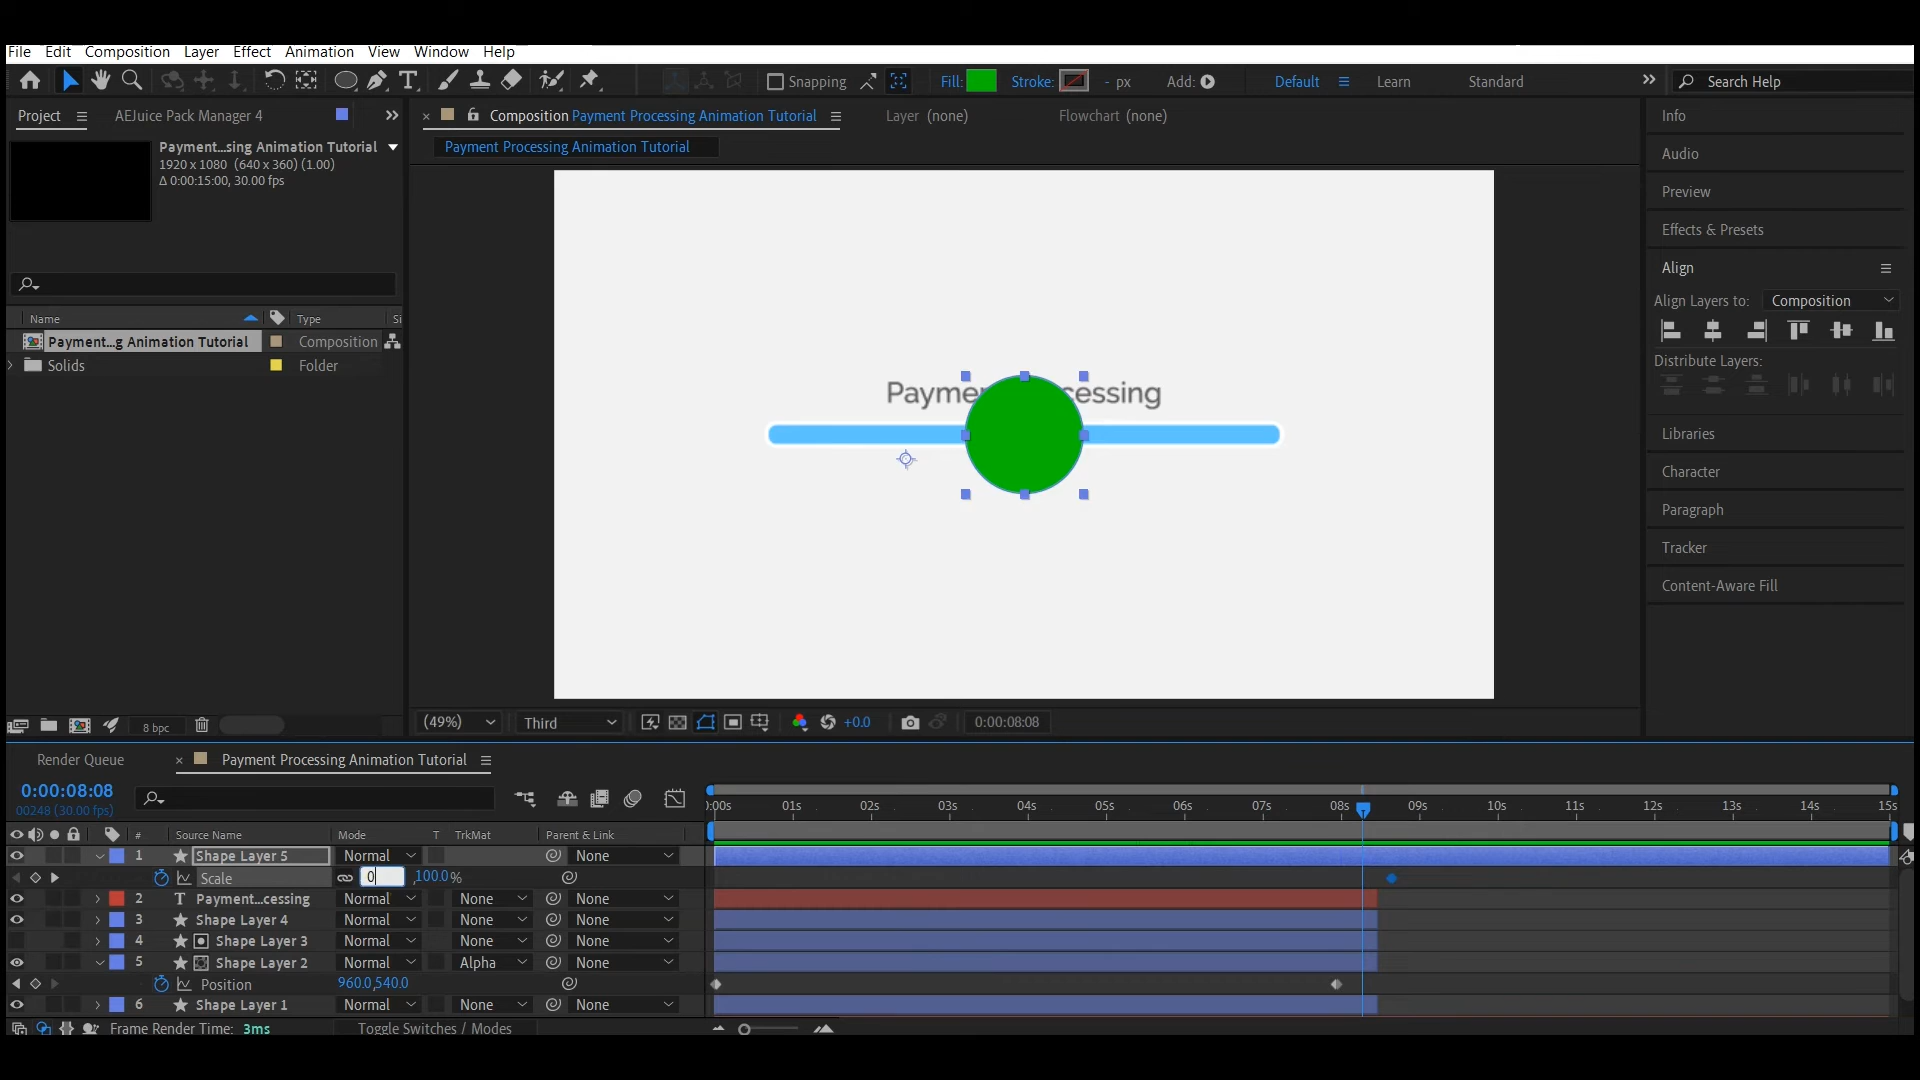 File Edit Composition Layer Effect Animation View Window Help
Snapping Fill: Stroke: - px Add: Default Learn Standard Search Help
Project AEJuice Pack Manager 4
Composition Payment Processing Animation Tutorial Layer (none) Flowchart (none)
Payment Processing Animation Tutorial
Payment...sing Animation Tutorial
1920 x 1080 (640 x 360) (1.00)
Δ 0:00:15:00, 30.00 fps
Name Type Si
Payment...g Animation Tutorial Composition
Solids Folder
8 bpc
Info
Audio
Preview
Effects & Presets
Align
Align Layers to: Composition
Distribute Layers:
Libraries
Character
Paragraph
Tracker
Content-Aware Fill
Payme cessing
(49%) Third +0.0 0:00:08:08
Render Queue Payment Processing Animation Tutorial
0:00:08:08
00248 (30.00 fps)
):00s 01s 02s 03s 04s 05s 06s 07s 08s 09s 10s 11s 12s 13s 14s 15s
# Source Name Mode T TrkMat Parent & Link
1 Shape Layer 5 Normal None
Scale 0 ,100.0%
2 T Payment...cessing Normal None None
3 Shape Layer 4 Normal None None
4 Shape Layer 3 Normal None None
5 Shape Layer 2 Normal Alpha None
Position 960.0,540.0
6 Shape Layer 1 Normal None None
Frame Render Time: 3ms Toggle Switches / Modes